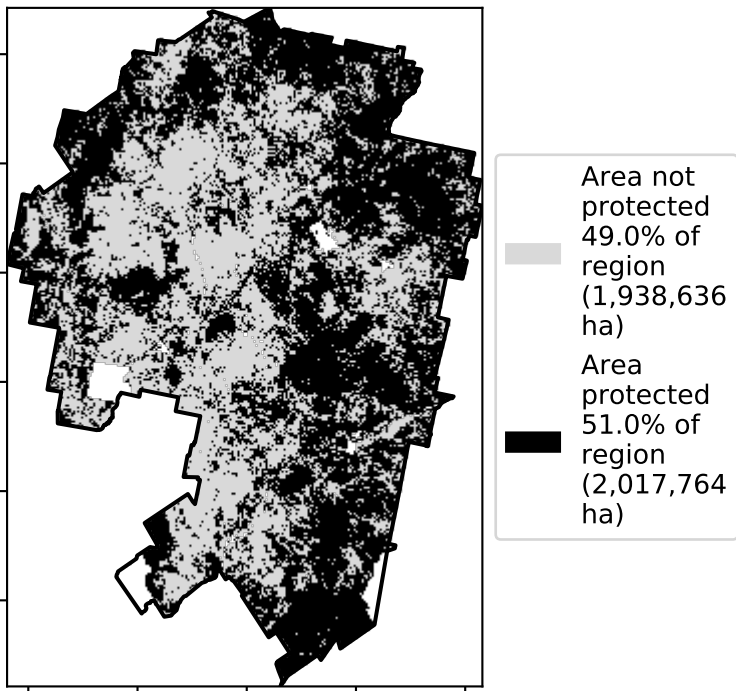 Area not
protected
49.0% of
region
(1,938,636
ha)
Area
protected
51.0% of
region
(2,017,764
ha)